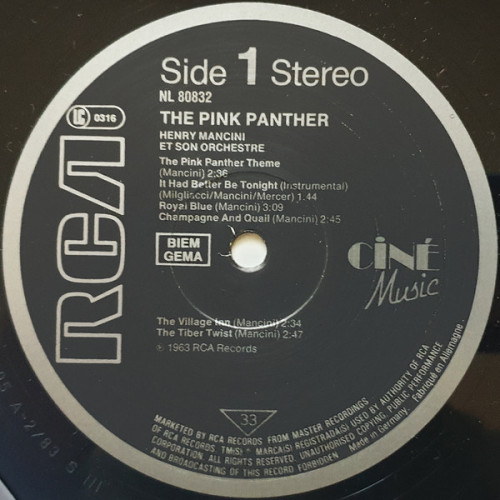 Side 1 Stereo
NL 80832
LC 0316
THE PINK PANTHER
HENRY MANCINI
ET SON ORCHESTRE
The Pink Panther Theme
(Mancini) 2:36
It Had Better Be Tonight (Instrumental)
(Milgliacci/Mancini/Mercer) 1:44
Royal Blue (Mancini) 3:09
Champagne And Quail (Mancini) 2:45
BIEM
GEMA
RCA
CINÉ
Music
The Village Inn (Mancini) 2:34
The Tiber Twist (Mancini) 2:47
℗ 1963 RCA Records
33
MARKETED BY RCA RECORDS FROM MASTER RECORDINGS
OF RCA RECORDS. TM(S) ® MARCA(S) REGISTRADA(S) USED BY AUTHORITY OF RCA
CORPORATION. ALL RIGHTS RESERVED. UNAUTHORISED COPYING, PUBLIC PERFORMANCE
AND BROADCASTING OF THIS RECORD FORBIDDEN. Made in Germany. Fabriqué en Allemagne.